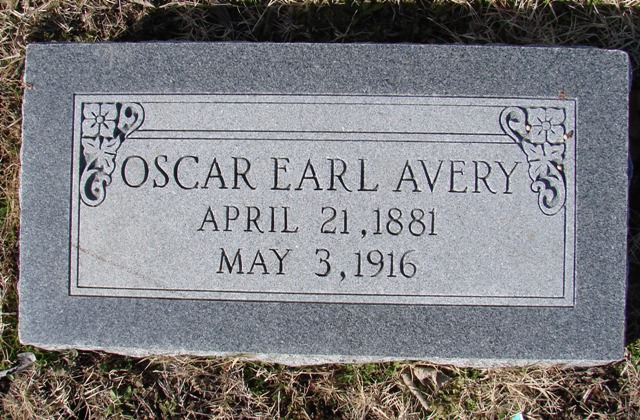 OSCAR EARL AVERY
APRIL 21, 1881
MAY 3, 1916